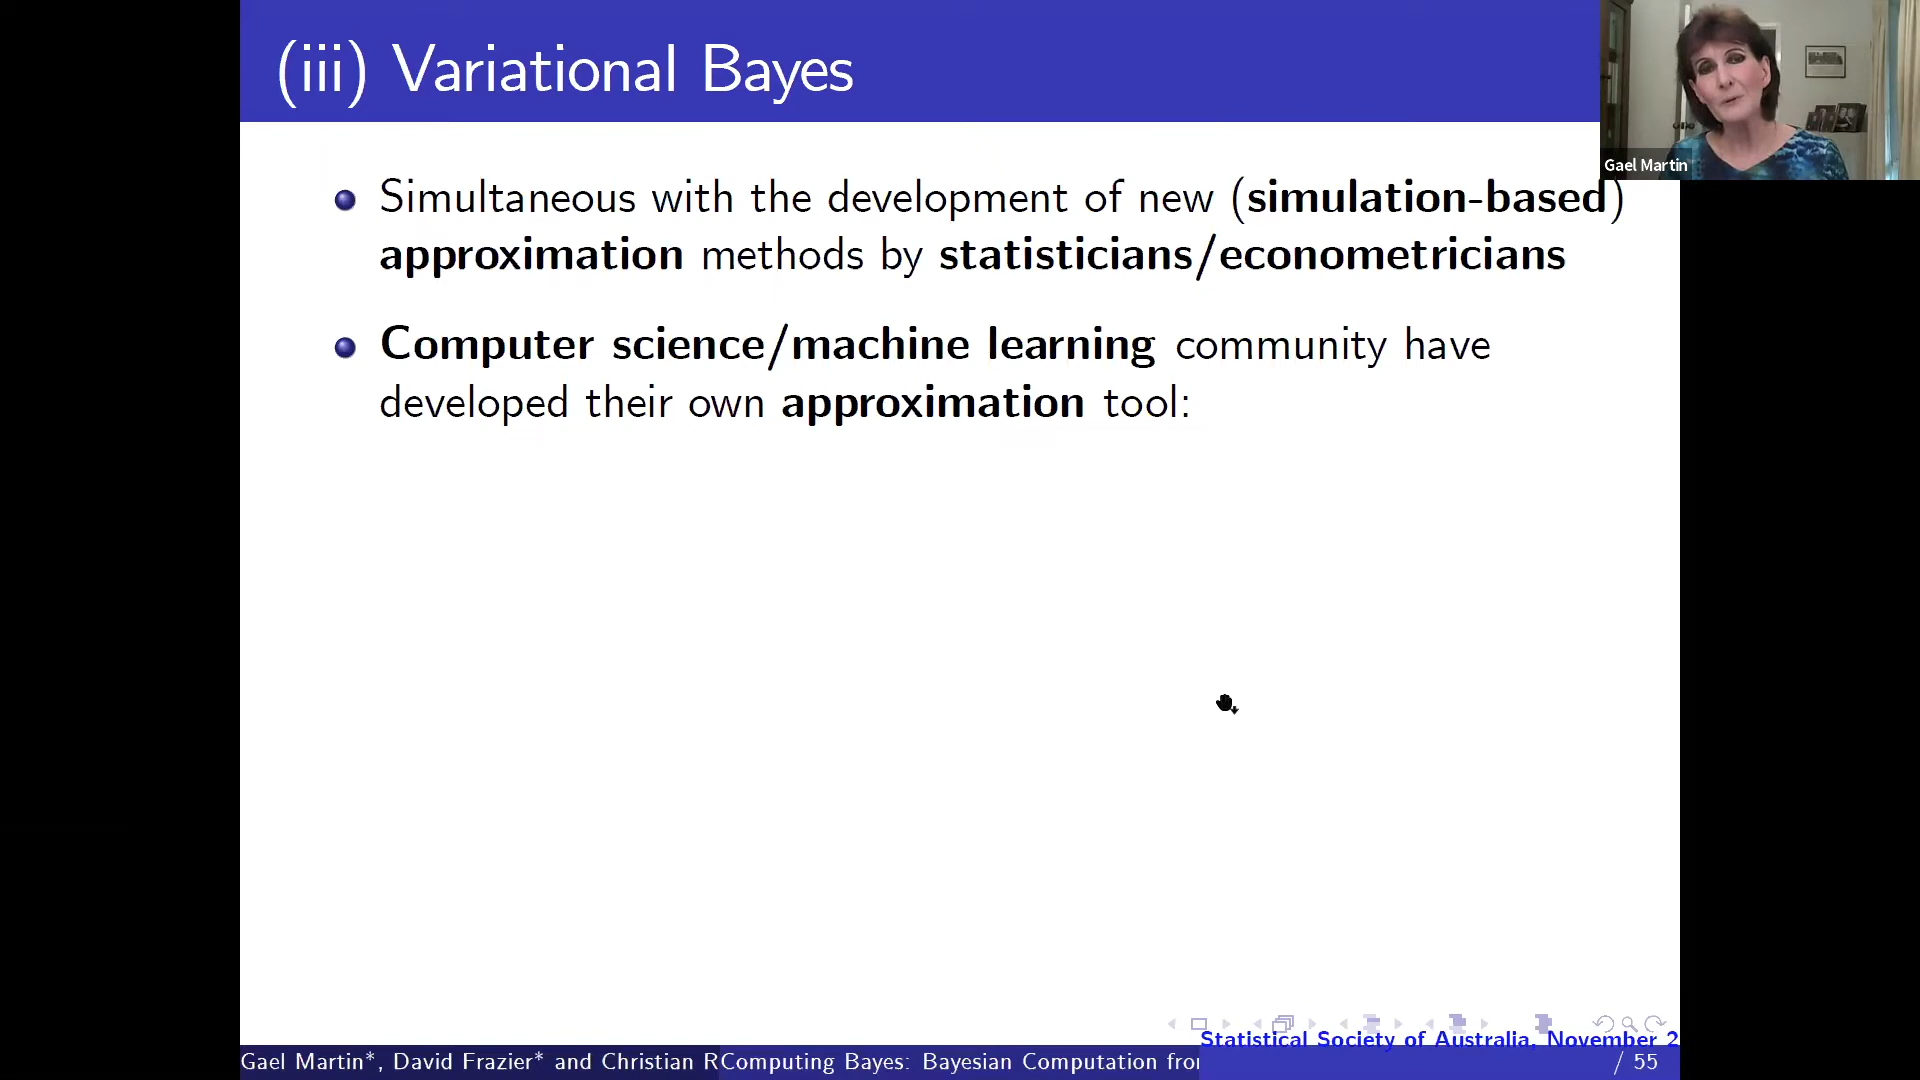 (iii) Variational Bayes
Gael Martin
Simultaneous with the development of new (simulation-based)
approximation methods by statisticians/econometricians
Computer science/machine learning community have
developed their own approximation tool:
Statistical Society of Australia, November 2
Gael Martin*, David Frazier* and Christian R
Computing Bayes: Bayesian Computation from
/ 55